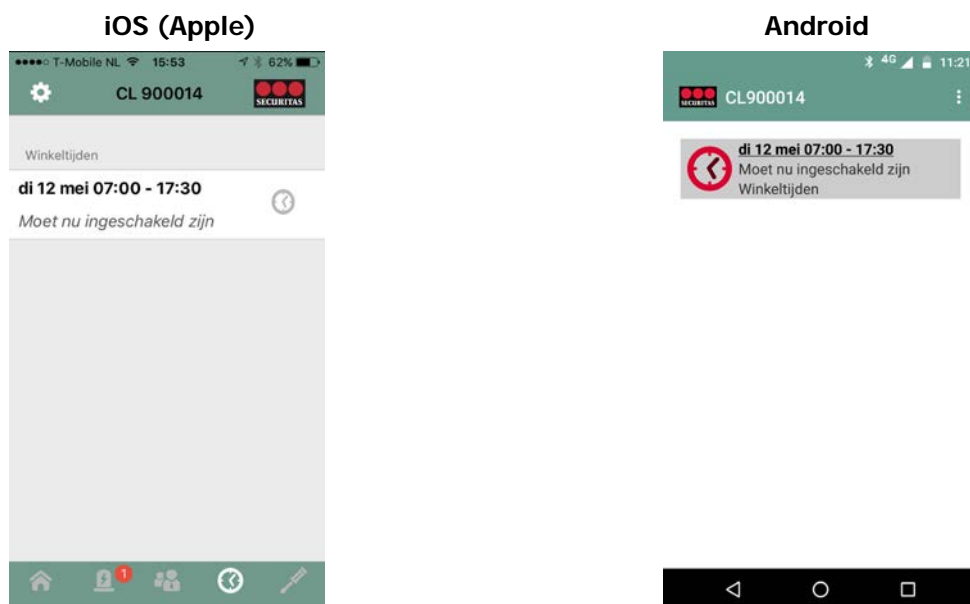 iOS (Apple)
T-Mobile NL 15:53 62%
CL 900014
SECURITAS
Winkeltijden
di 12 mei 07:00 - 17:30
Moet nu ingeschakeld zijn
1
Android
4G 11:21
SECURITAS CL900014
di 12 mei 07:00 - 17:30
Moet nu ingeschakeld zijn
Winkeltijden